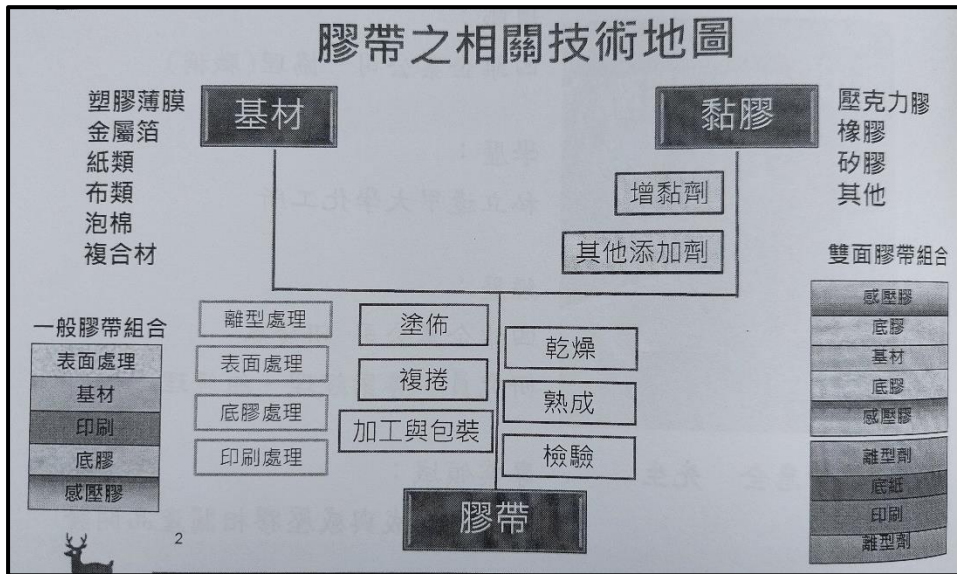 膠帶之相關技術地圖
基材
塑膠薄膜
金屬箔
紙類
布類
泡棉
複合材
黏膠
壓克力膠
橡膠
矽膠
其他
增黏劑
其他添加劑
一般膠帶組合
表面處理
基材
印刷
底膠
感壓膠
離型處理
表面處理
底膠處理
印刷處理
塗佈
複捲
加工與包裝
乾燥
熟成
檢驗
膠帶
雙面膠帶組合
感壓膠
底膠
基材
底膠
感壓膠
離型劑
底紙
印刷
離型劑
2